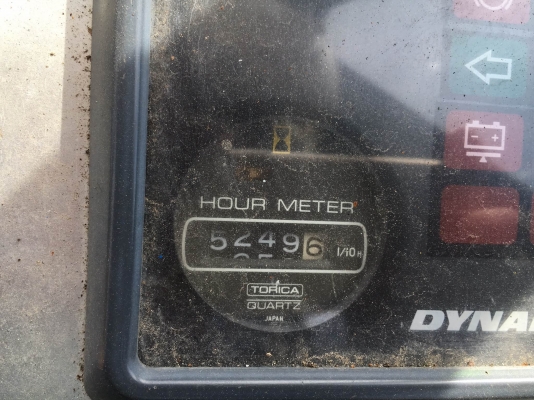 HOUR METER
52496 1/10H
TORICA
QUARTZ
JAPAN
DYNA